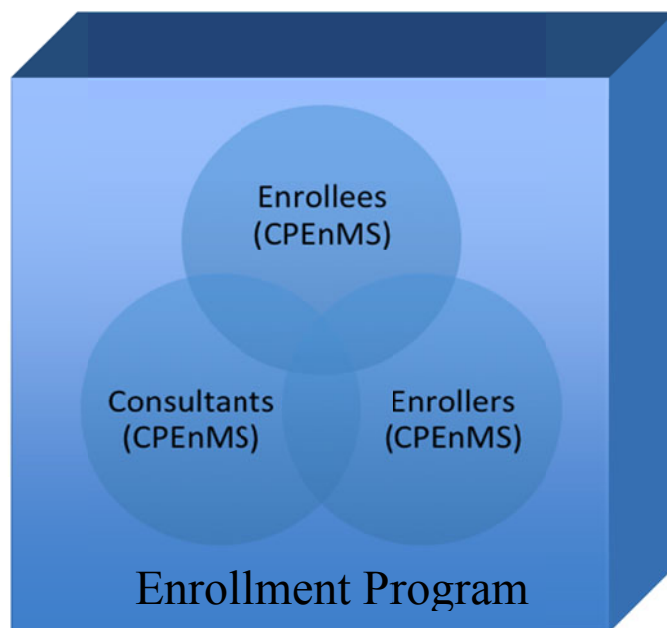 Enrollees
(CPEnMS)
Consultants
(CPEnMS)
Enrollers
(CPEnMS)
Enrollment Program